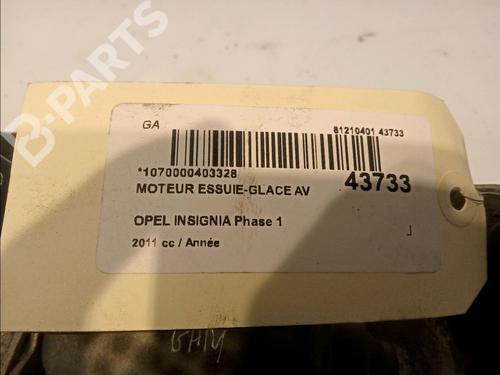 B-PARTS
GA
81210401 43733
*1070000403328
MOTEUR ESSUIE-GLACE AV
43733
OPEL INSIGNIA Phase 1
2011 cc / Année